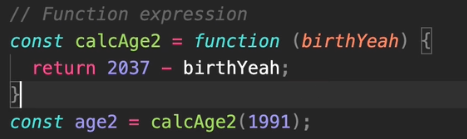 // Function expression
const calcAge2 = function (birthYeah) {
  return 2037 - birthYeah;
}
const age2 = calcAge2(1991);